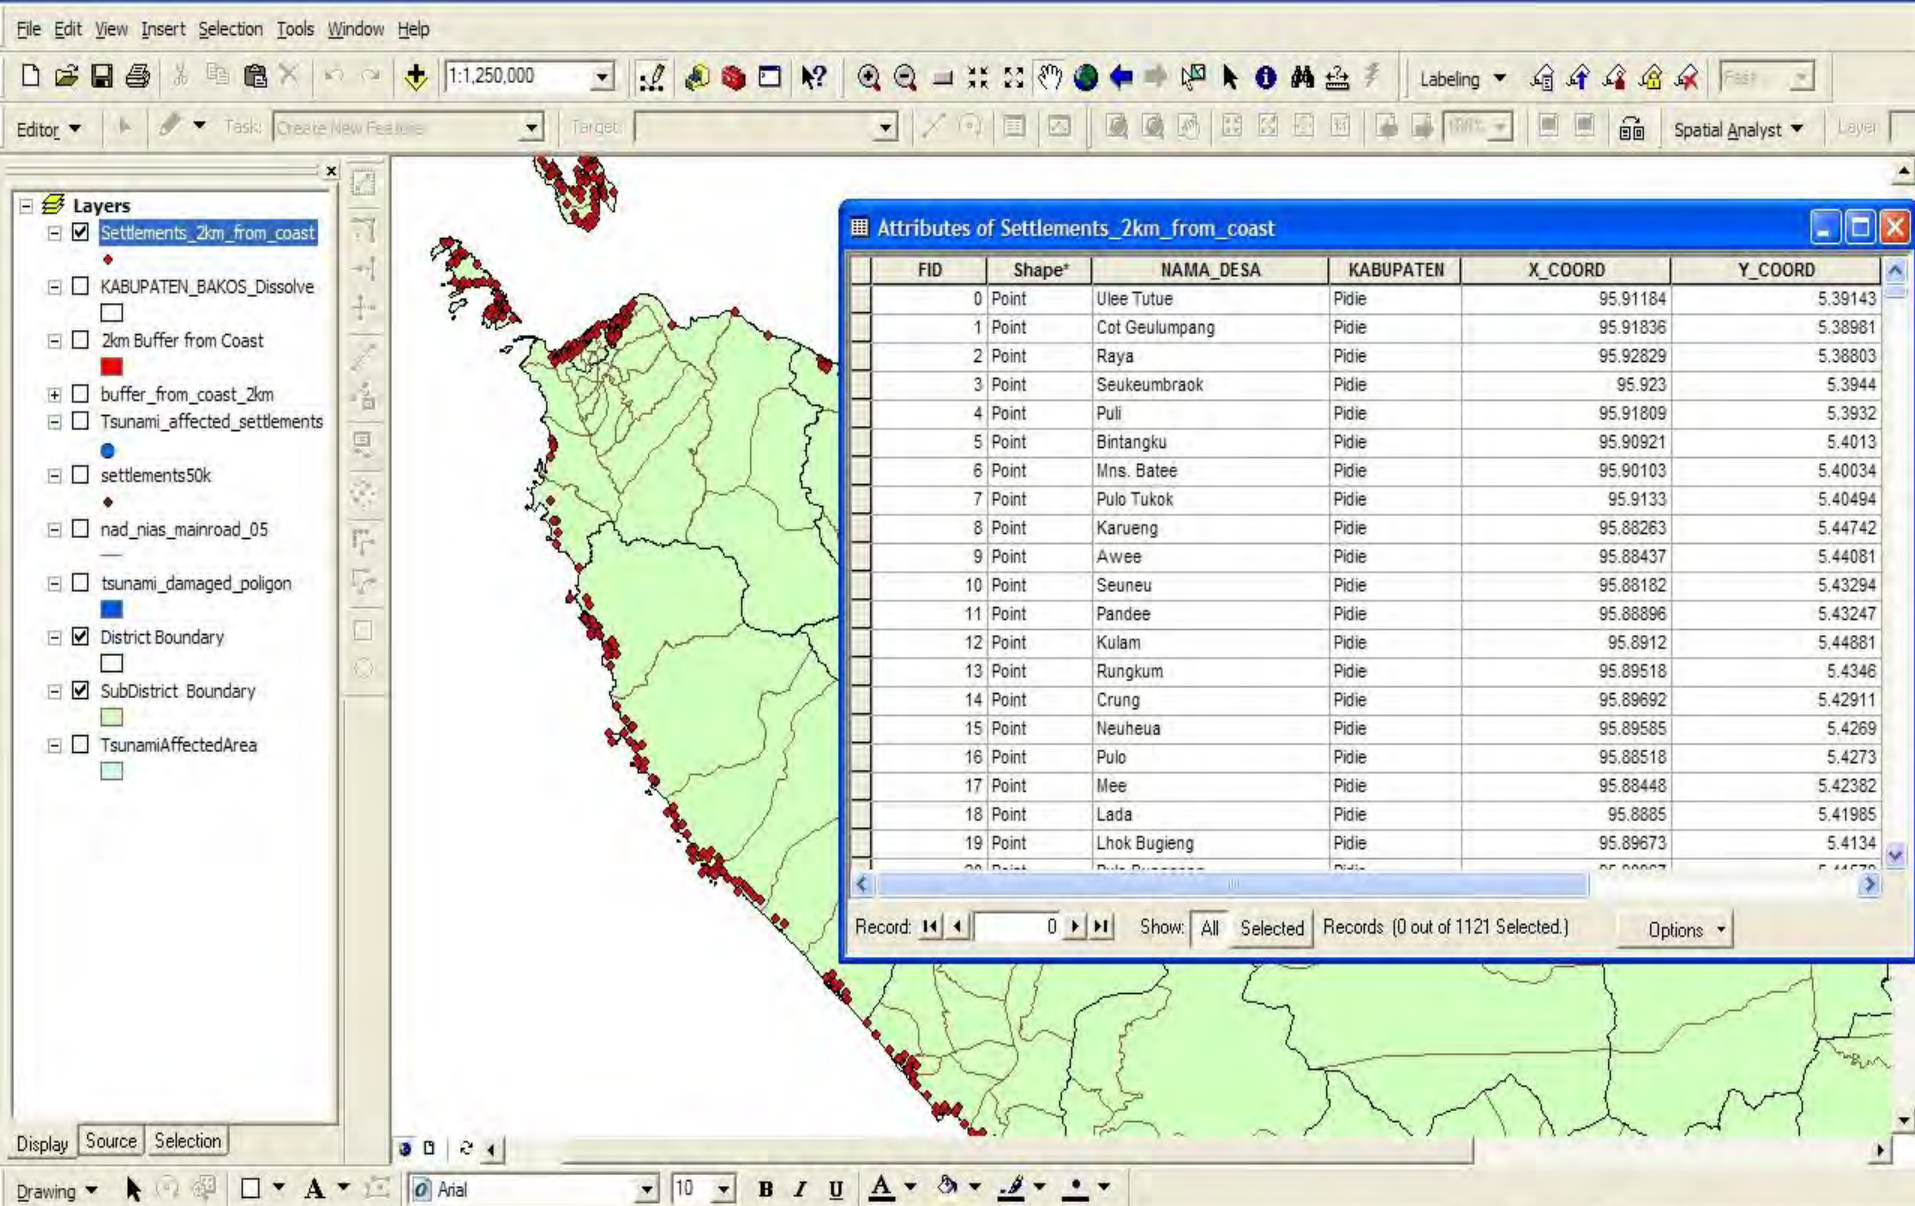 File Edit View Insert Selection Tools Window Help
1:1,250,000 Labeling Fast
Editor Task: Create New Feature Target: 100% Spatial Analyst Layer
Layers
Settlements_2km_from_coast
KABUPATEN_BAKOS_Dissolve
2km Buffer from Coast
buffer_from_coast_2km
Tsunami_affected_settlements
settlements50k
nad_nias_mainroad_05
tsunami_damaged_poligon
District Boundary
SubDistrict Boundary
TsunamiAffectedArea
Display Source Selection
Attributes of Settlements_2km_from_coast
FID Shape* NAMA_DESA KABUPATEN X_COORD Y_COORD
0 Point Ulee Tutue Pidie 95.91184 5.39143
1 Point Cot Geulumpang Pidie 95.91836 5.38981
2 Point Raya Pidie 95.92829 5.38803
3 Point Seukeumbraok Pidie 95.923 5.3944
4 Point Puli Pidie 95.91809 5.3932
5 Point Bintangku Pidie 95.90921 5.4013
6 Point Mns. Batee Pidie 95.90103 5.40034
7 Point Pulo Tukok Pidie 95.9133 5.40494
8 Point Karueng Pidie 95.88263 5.44742
9 Point Awee Pidie 95.88437 5.44081
10 Point Seuneu Pidie 95.88182 5.43294
11 Point Pandee Pidie 95.88896 5.43247
12 Point Kulam Pidie 95.8912 5.44881
13 Point Rungkum Pidie 95.89518 5.4346
14 Point Crung Pidie 95.89692 5.42911
15 Point Neuheua Pidie 95.89585 5.4269
16 Point Pulo Pidie 95.88518 5.4273
17 Point Mee Pidie 95.88448 5.42382
18 Point Lada Pidie 95.8885 5.41985
19 Point Lhok Bugieng Pidie 95.89673 5.4134
Record: 0 Show: All Selected Records (0 out of 1121 Selected.) Options
Drawing A Arial 10 B I U A